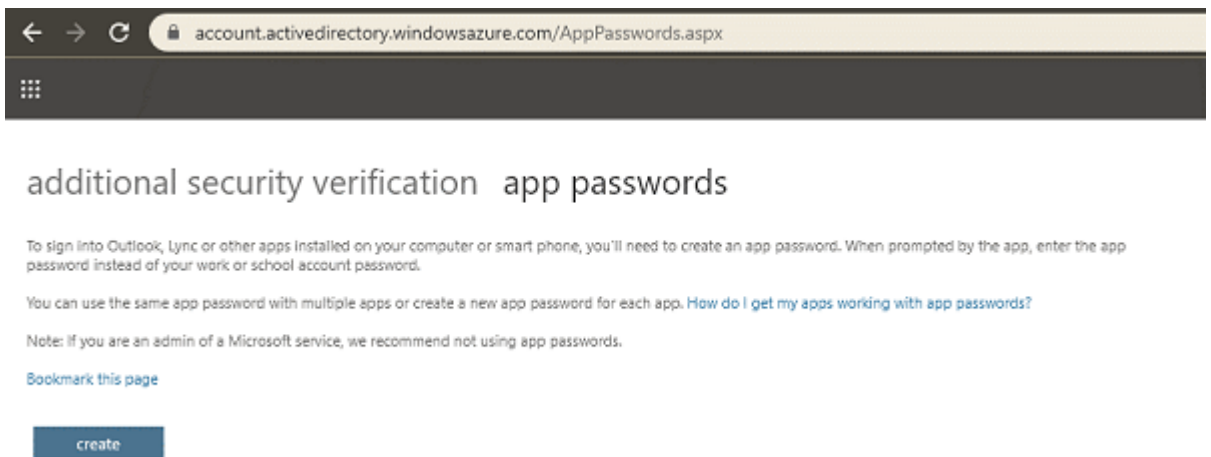 account.activedirectory.windowsazure.com/AppPasswords.aspx
additional security verification app passwords
To sign into Outlook, Lync or other apps installed on your computer or smart phone, you'll need to create an app password. When prompted by the app, enter the app
password instead of your work or school account password.
You can use the same app password with multiple apps or create a new app password for each app. How do I get my apps working with app passwords?
Note: If you are an admin of a Microsoft service, we recommend not using app passwords.
Bookmark this page
create